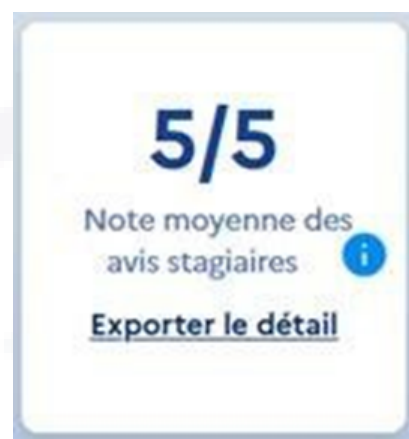 5/5
Note moyenne des
avis stagiaires i
Exporter le détail